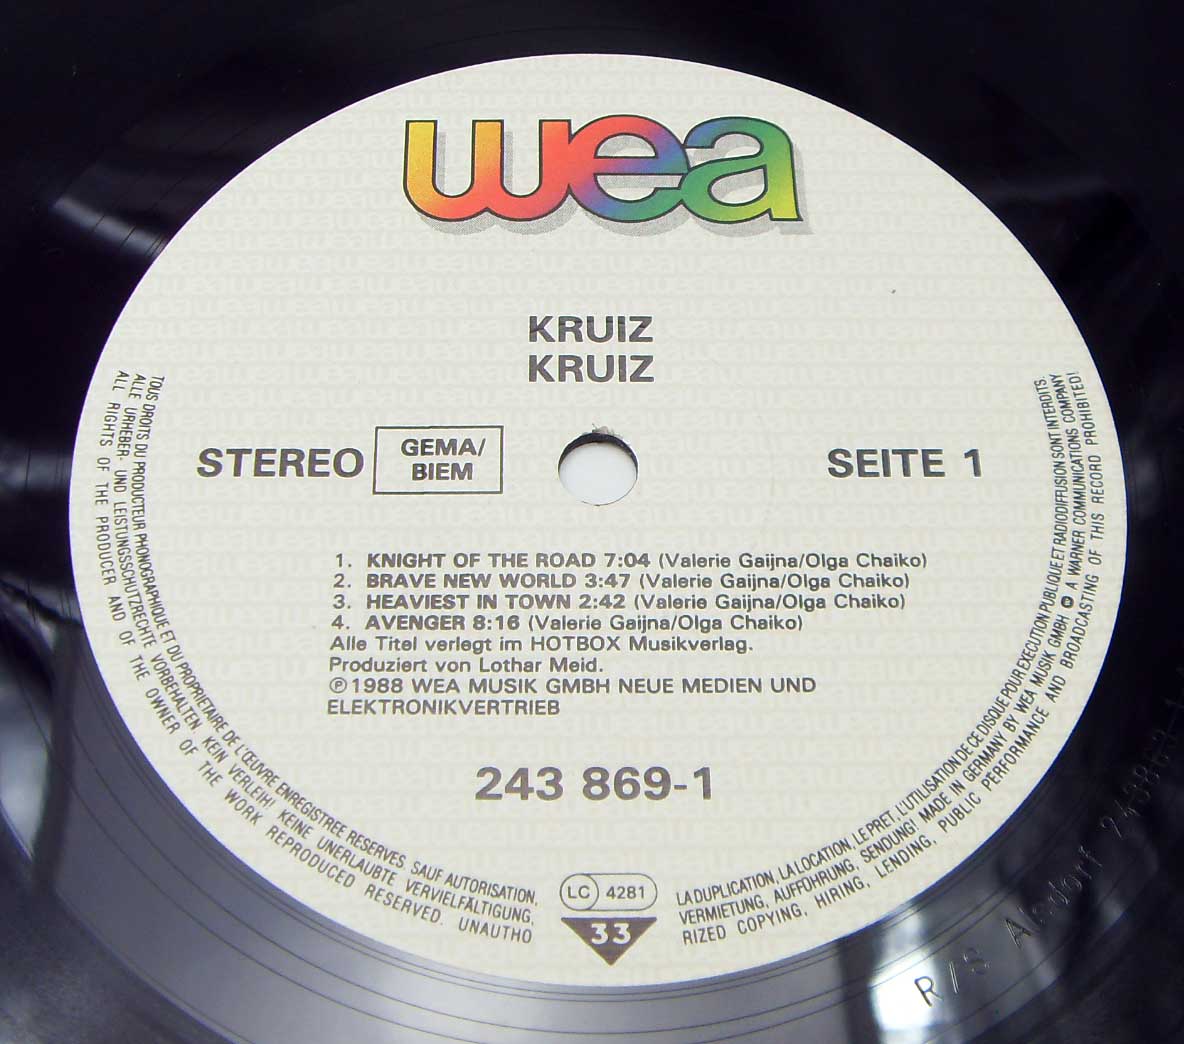 wea
KRUIZ
KRUIZ
STEREO
GEMA/
BIEM
SEITE 1
1. KNIGHT OF THE ROAD 7:04 (Valerie Gaijna/Olga Chaiko)
2. BRAVE NEW WORLD 3:47 (Valerie Gaijna/Olga Chaiko)
3. HEAVIEST IN TOWN 2:42 (Valerie Gaijna/Olga Chaiko)
4. AVENGER 8:16 (Valerie Gaijna/Olga Chaiko)
Alle Titel verlegt im HOTBOX Musikverlag.
Produziert von Lothar Meid.
Ⓟ1988 WEA MUSIK GMBH NEUE MEDIEN UND
ELEKTRONIKVERTRIEB
243 869-1
LC 4281
33
TOUS DROITS DU PRODUCTEUR PHONOGRAPHIQUE ET DU PROPRIETAIRE DE L'ŒUVRE ENREGISTREE RESERVES. SAUF AUTORISATION,
LA DUPLICATION, LA LOCATION, LE PRET, L'UTILISATION DE CE DISQUE POUR EXECUTION PUBLIQUE ET RADIODIFFUSION SONT INTERDITS.
ALLE URHEBER- UND LEISTUNGSSCHUTZRECHTE VORBEHALTEN. KEIN VERLEIH! KEINE UNERLAUBTE VERVIELFÄLTIGUNG,
VERMIETUNG, AUFFÜHRUNG, SENDUNG! MADE IN GERMANY BY WEA MUSIK GMBH A WARNER COMMUNICATIONS COMPANY
ALL RIGHTS OF THE PRODUCER AND OF THE OWNER OF THE WORK REPRODUCED RESERVED. UNAUTHO
RIZED COPYING, HIRING, LENDING, PUBLIC PERFORMANCE AND BROADCASTING OF THIS RECORD PROHIBITED!
R/S Alsdorf 243869-1